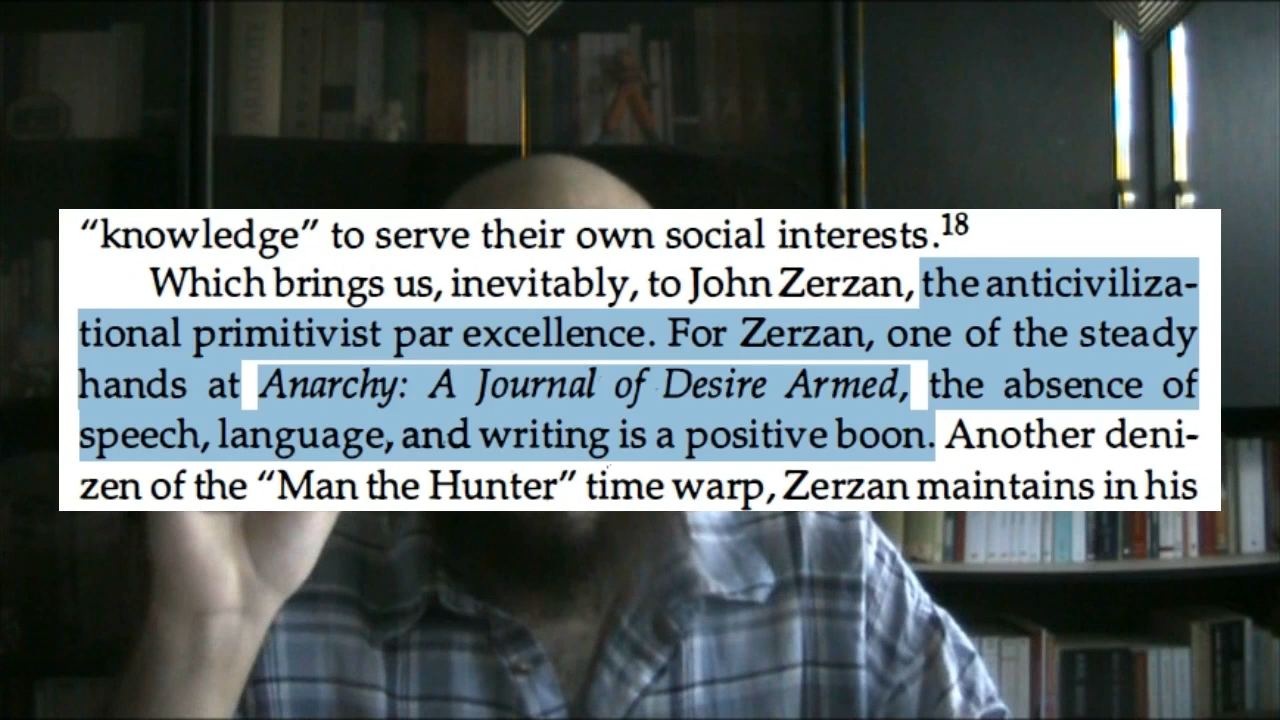 “knowledge” to serve their own social interests.18
Which brings us, inevitably, to John Zerzan, the anticiviliza-
tional primitivist par excellence. For Zerzan, one of the steady
hands at Anarchy: A Journal of Desire Armed, the absence of
speech, language, and writing is a positive boon. Another deni-
zen of the “Man the Hunter” time warp, Zerzan maintains in his